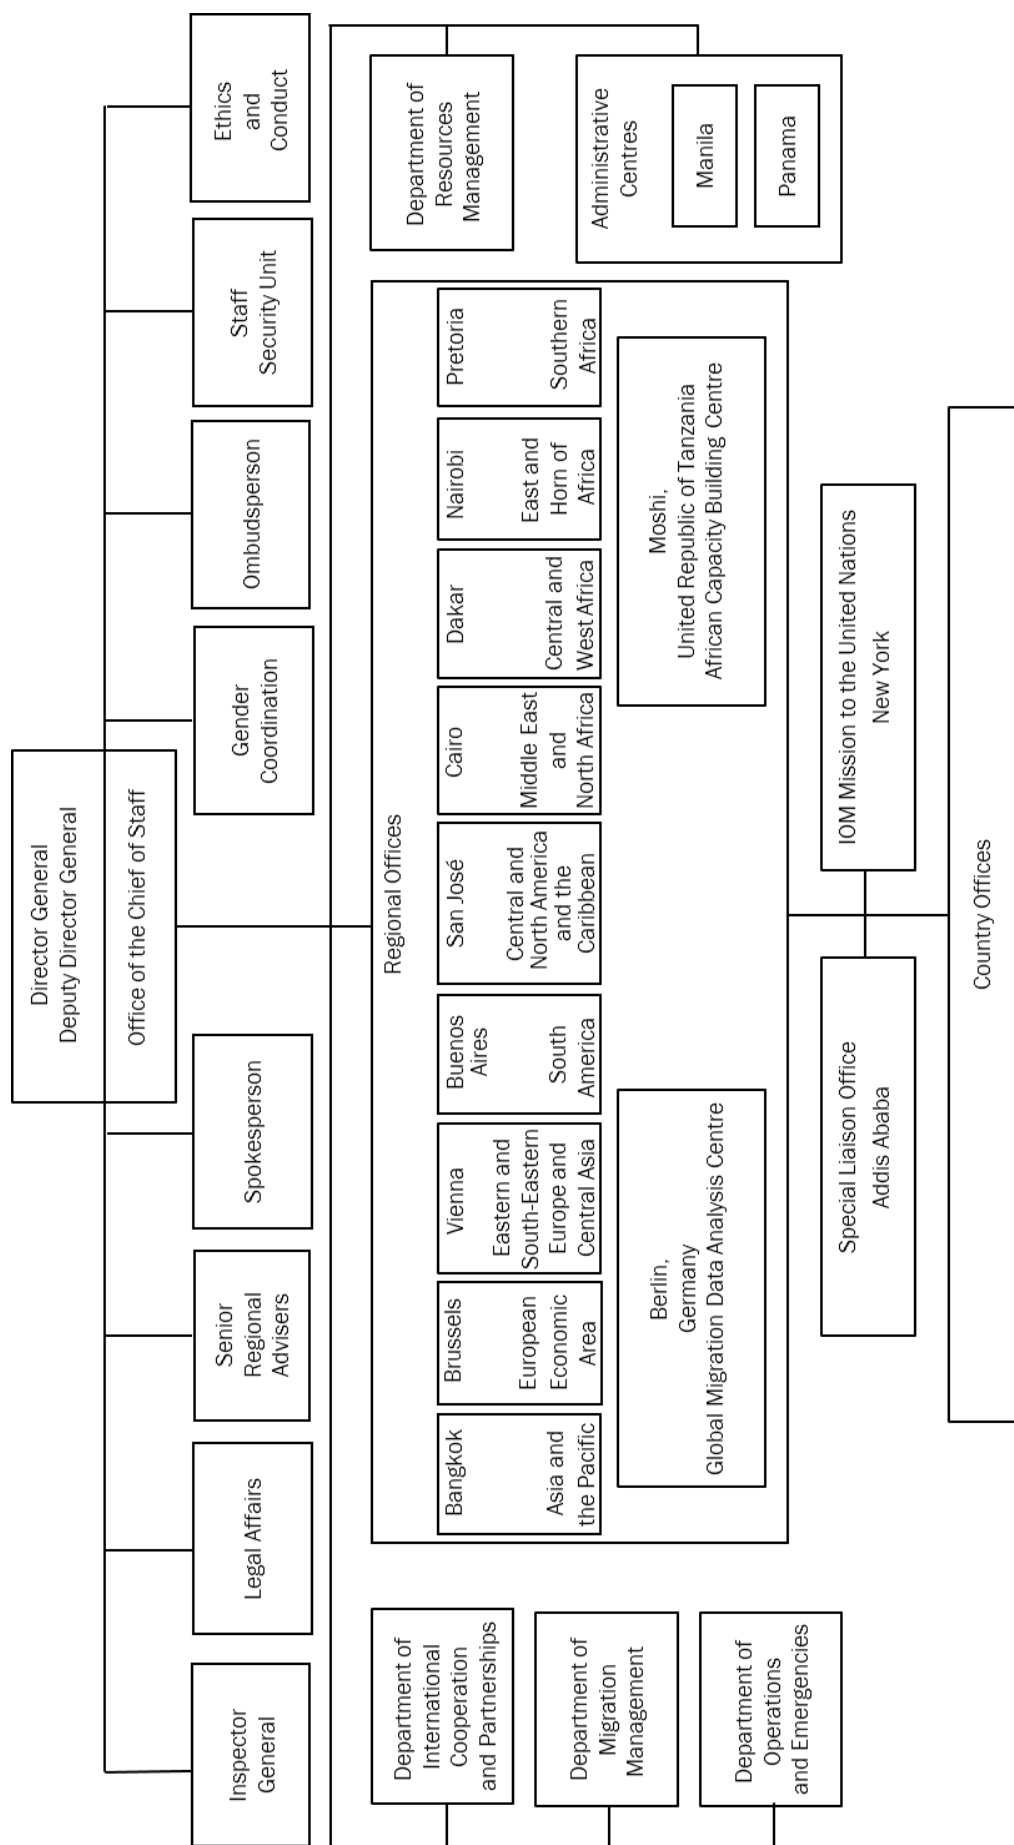 Director General
Deputy Director General
Office of the Chief of Staff
Inspector
General
Legal Affairs
Senior
Regional
Advisers
Spokesperson
Gender
Coordination
Ombudsperson
Staff
Security Unit
Ethics
and
Conduct
Department of
International
Cooperation
and Partnerships
Department of
Migration
Management
Department of
Operations
and Emergencies
Regional Offices
Bangkok
Asia and
the Pacific
Brussels
European
Economic
Area
Vienna
Eastern and
South-Eastern
Europe and
Central Asia
Buenos
Aires
South
America
San José
Central and
North America
and the
Caribbean
Cairo
Middle East
and
North Africa
Dakar
Central and
West Africa
Nairobi
East and
Horn of
Africa
Pretoria
Southern
Africa
Berlin,
Germany
Global Migration Data Analysis Centre
Moshi,
United Republic of Tanzania
African Capacity Building Centre
Department of
Resources
Management
Administrative
Centres
Manila
Panama
Special Liaison Office
Addis Ababa
IOM Mission to the United Nations
New York
Country Offices